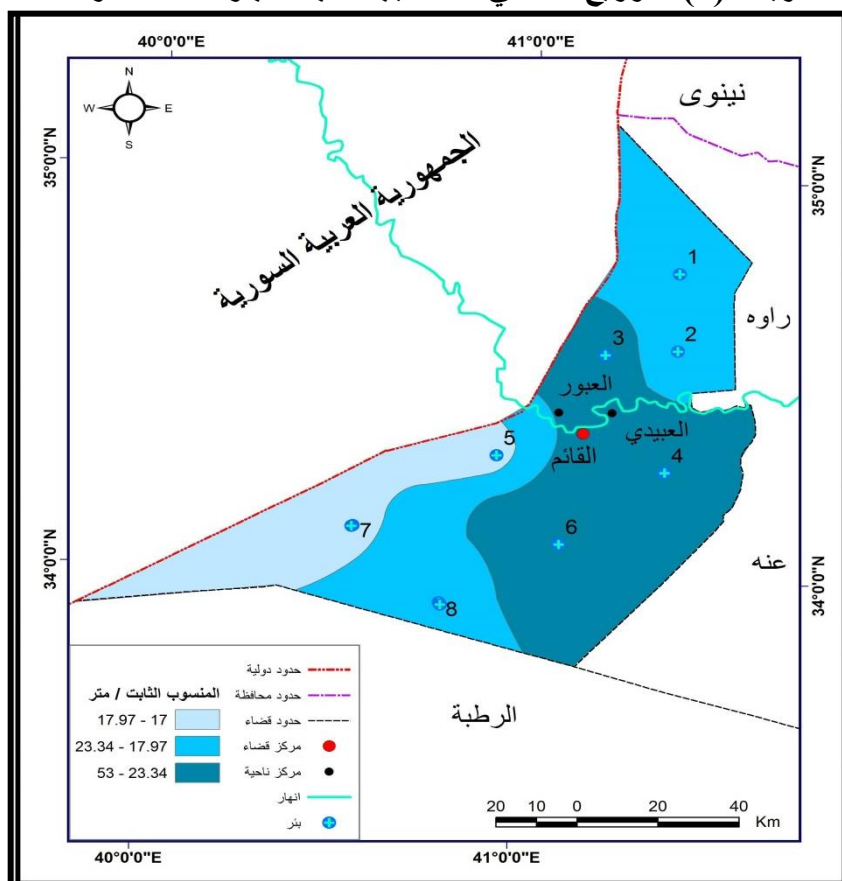 40°0'0"E 41°0'0"E
N
W E
S
نينوى
35°0'0"N
35°0'0"N
الجمهورية العربية السورية
1
راوه
2
3
العبور
العبيدي
القائم
5
4
7
6
34°0'0"N
34°0'0"N
عنه
8
الرطبة
المنسوب الثابت / متر
17.97 - 17
23.34 - 17.97
53 - 23.34
حدود دولية
حدود محافظة
حدود قضاء
مركز قضاء
مركز ناحية
انهار
بئر
20 10 0 20 40
Km
40°0'0"E 41°0'0"E